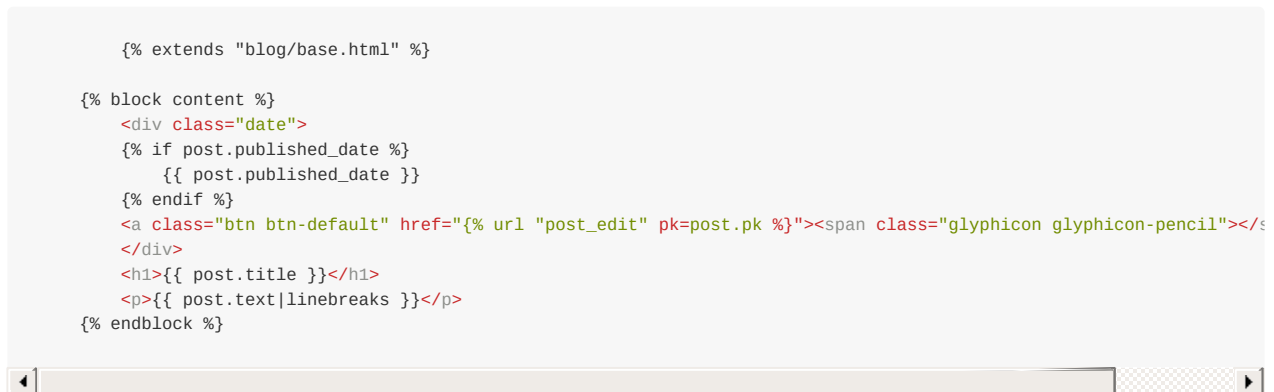 {% extends "blog/base.html" %}
{% block content %}
<div class="date">
{% if post.published_date %}
{{ post.published_date }}
{% endif %}
<a class="btn btn-default" href="{% url "post_edit" pk=post.pk %}"><span class="glyphicon glyphicon-pencil"></s
</div>
<h1>{{ post.title }}</h1>
<p>{{ post.text|linebreaks }}</p>
{% endblock %}